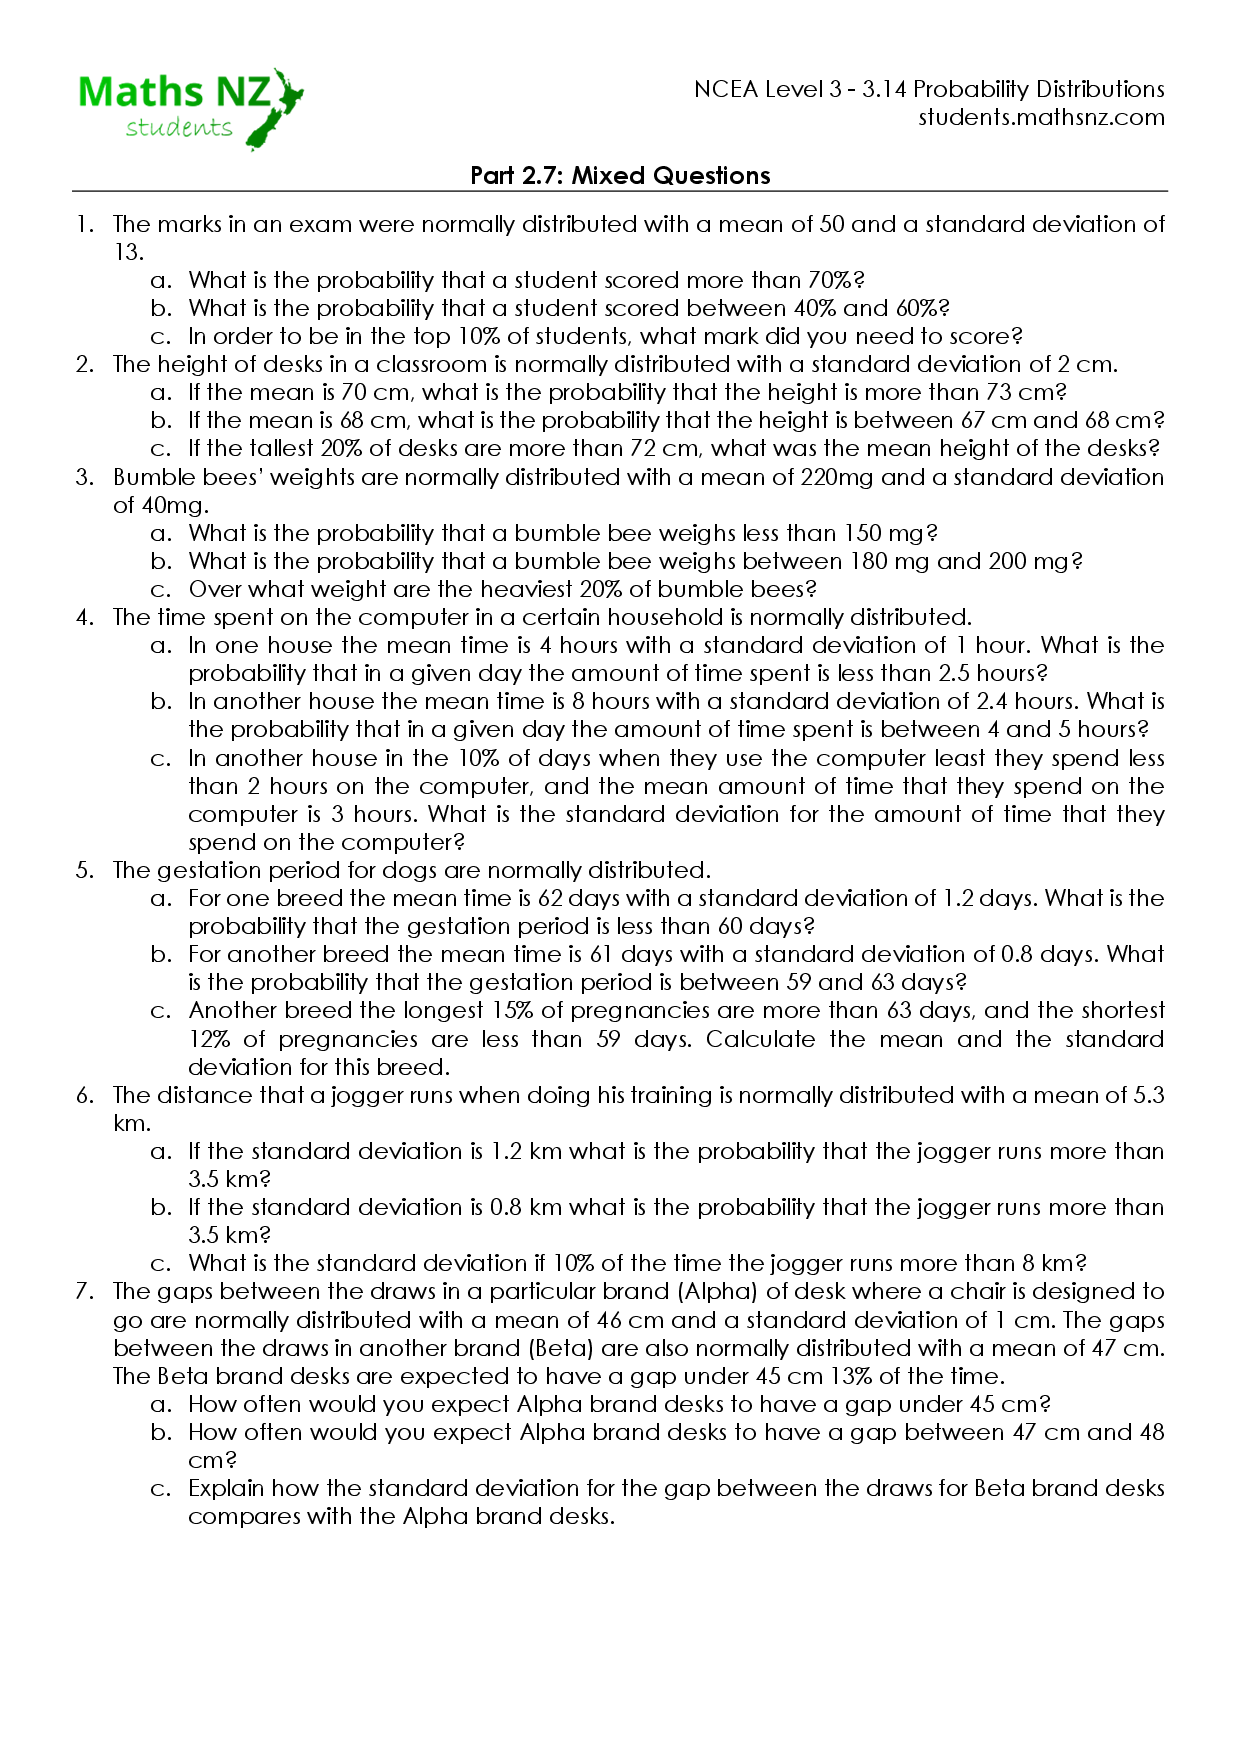 Maths NZ
students
NCEA Level 3 - 3.14 Probability Distributions
students.mathsnz.com
Part 2.7: Mixed Questions
1. The marks in an exam were normally distributed with a mean of 50 and a standard deviation of
13.
a. What is the probability that a student scored more than 70%?
b. What is the probability that a student scored between 40% and 60%?
c. In order to be in the top 10% of students, what mark did you need to score?
2. The height of desks in a classroom is normally distributed with a standard deviation of 2 cm.
a. If the mean is 70 cm, what is the probability that the height is more than 73 cm?
b. If the mean is 68 cm, what is the probability that the height is between 67 cm and 68 cm?
c. If the tallest 20% of desks are more than 72 cm, what was the mean height of the desks?
3. Bumble bees’ weights are normally distributed with a mean of 220mg and a standard deviation
of 40mg.
a. What is the probability that a bumble bee weighs less than 150 mg?
b. What is the probability that a bumble bee weighs between 180 mg and 200 mg?
c. Over what weight are the heaviest 20% of bumble bees?
4. The time spent on the computer in a certain household is normally distributed.
a. In one house the mean time is 4 hours with a standard deviation of 1 hour. What is the
probability that in a given day the amount of time spent is less than 2.5 hours?
b. In another house the mean time is 8 hours with a standard deviation of 2.4 hours. What is
the probability that in a given day the amount of time spent is between 4 and 5 hours?
c. In another house in the 10% of days when they use the computer least they spend less
than 2 hours on the computer, and the mean amount of time that they spend on the
computer is 3 hours. What is the standard deviation for the amount of time that they
spend on the computer?
5. The gestation period for dogs are normally distributed.
a. For one breed the mean time is 62 days with a standard deviation of 1.2 days. What is the
probability that the gestation period is less than 60 days?
b. For another breed the mean time is 61 days with a standard deviation of 0.8 days. What
is the probability that the gestation period is between 59 and 63 days?
c. Another breed the longest 15% of pregnancies are more than 63 days, and the shortest
12% of pregnancies are less than 59 days. Calculate the mean and the standard
deviation for this breed.
6. The distance that a jogger runs when doing his training is normally distributed with a mean of 5.3
km.
a. If the standard deviation is 1.2 km what is the probability that the jogger runs more than
3.5 km?
b. If the standard deviation is 0.8 km what is the probability that the jogger runs more than
3.5 km?
c. What is the standard deviation if 10% of the time the jogger runs more than 8 km?
7. The gaps between the draws in a particular brand (Alpha) of desk where a chair is designed to
go are normally distributed with a mean of 46 cm and a standard deviation of 1 cm. The gaps
between the draws in another brand (Beta) are also normally distributed with a mean of 47 cm.
The Beta brand desks are expected to have a gap under 45 cm 13% of the time.
a. How often would you expect Alpha brand desks to have a gap under 45 cm?
b. How often would you expect Alpha brand desks to have a gap between 47 cm and 48
cm?
c. Explain how the standard deviation for the gap between the draws for Beta brand desks
compares with the Alpha brand desks.